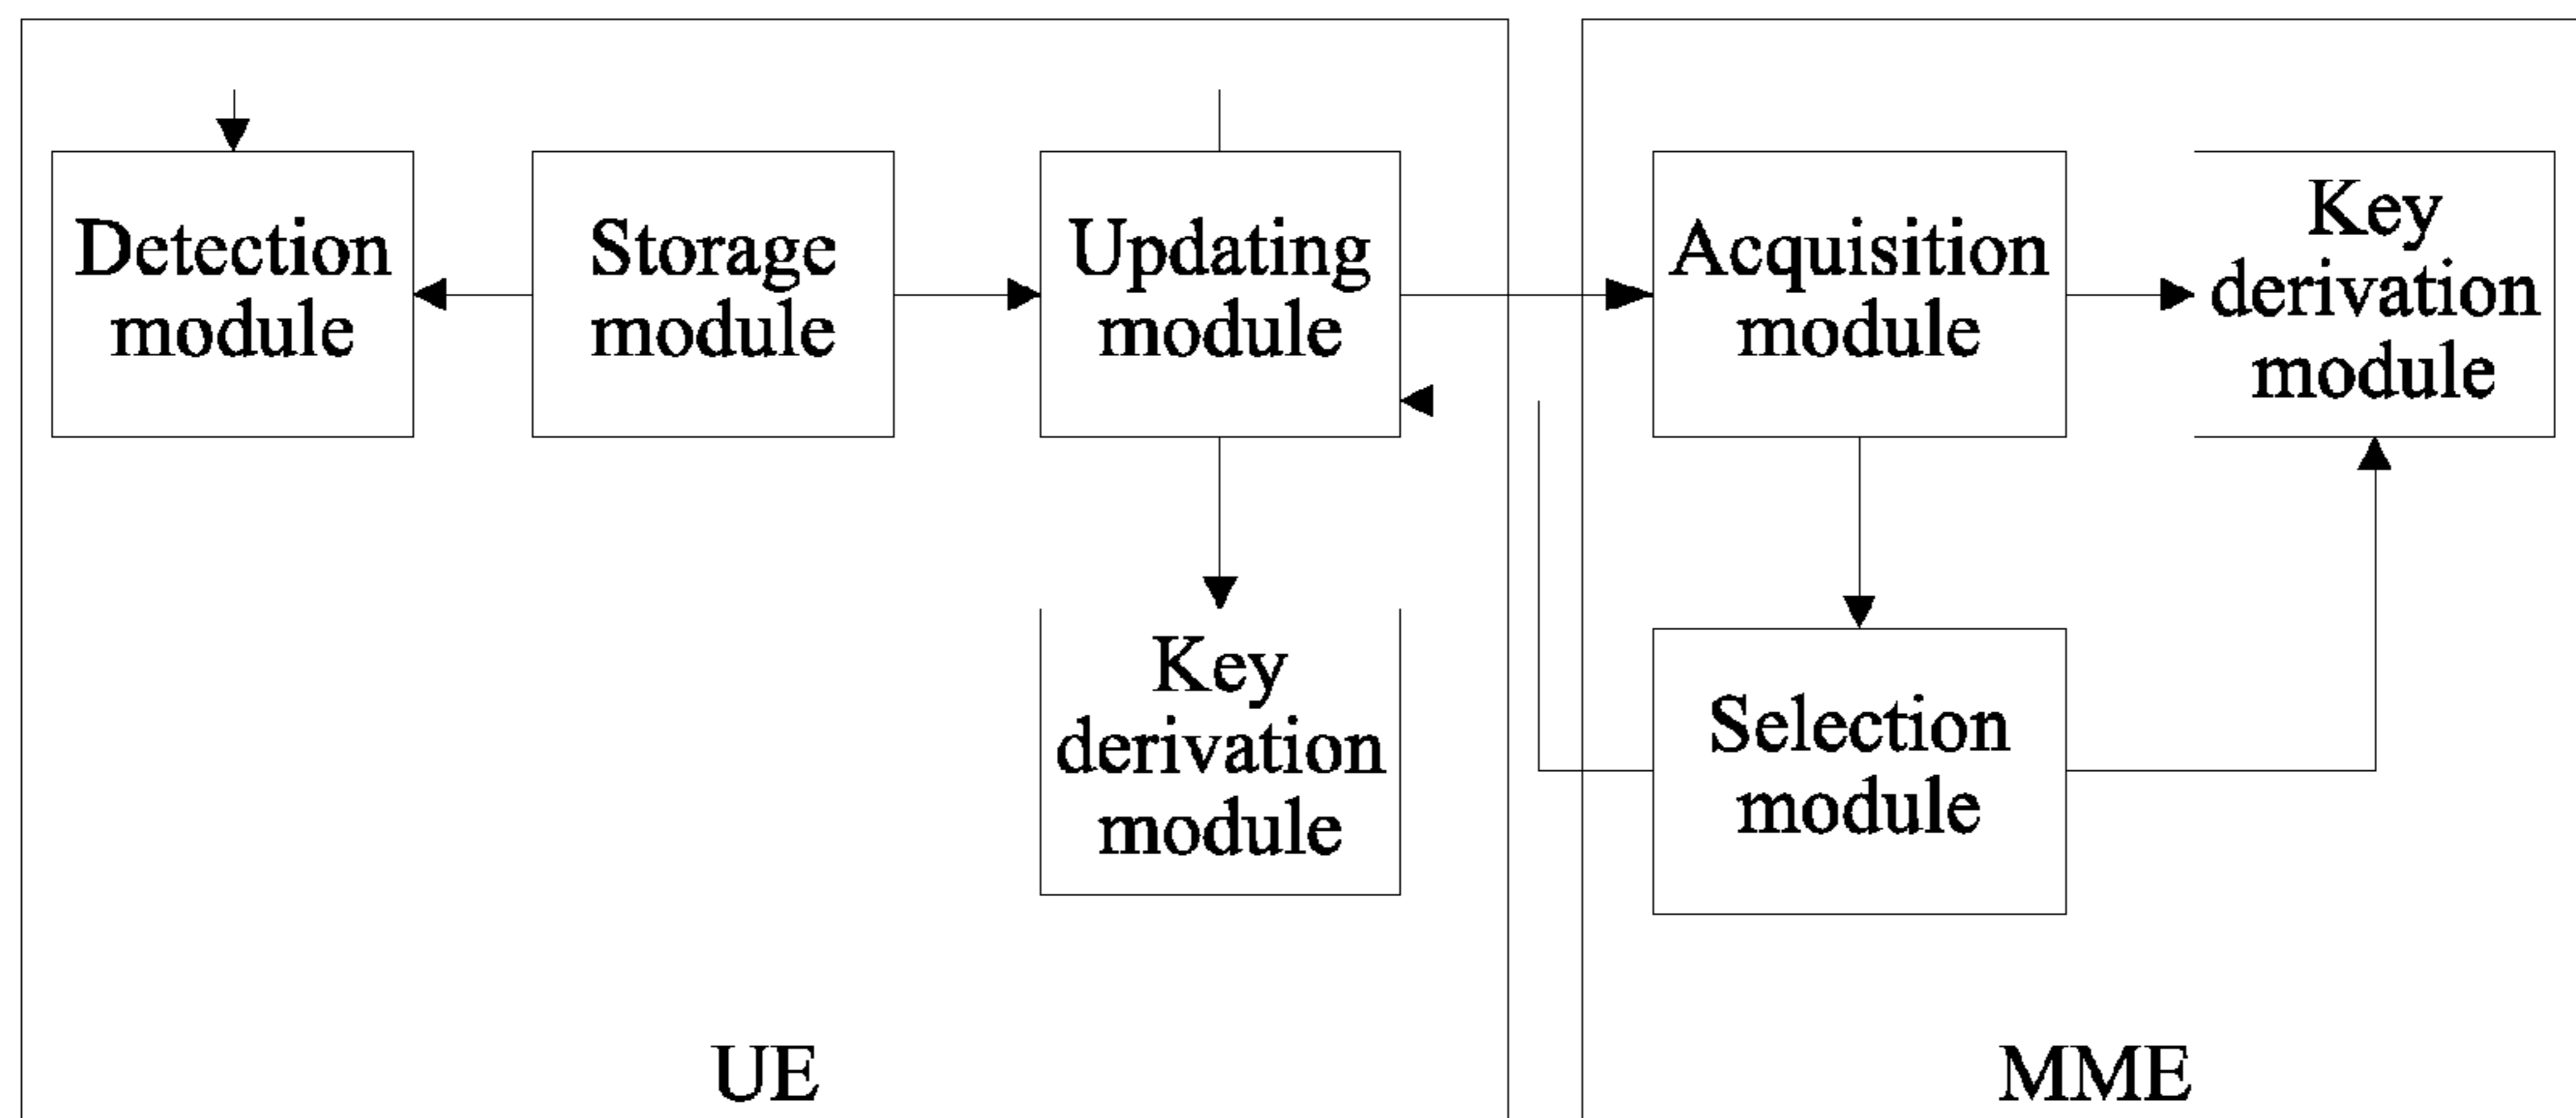 Detection
module
Storage
module
Updating
module
Acquisition
module
Key
derivation
module
Key
derivation
module
Selection
module
UE
MME